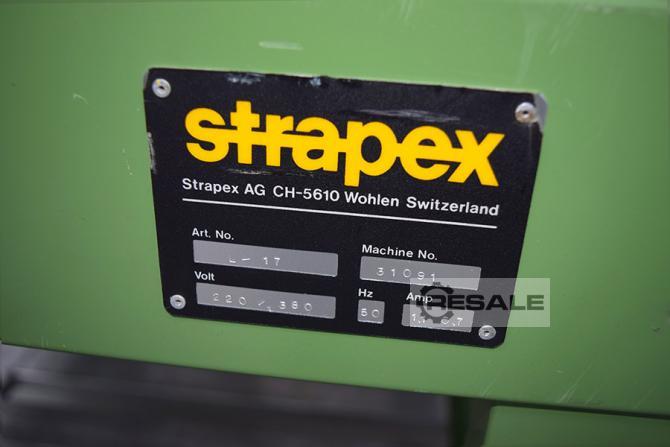 strapex
Strapex AG CH-5610 Wohlen Switzerland
Art. No.
L-17
Machine No.
31091
Volt
220/380
Hz
50
Amp
RESALE